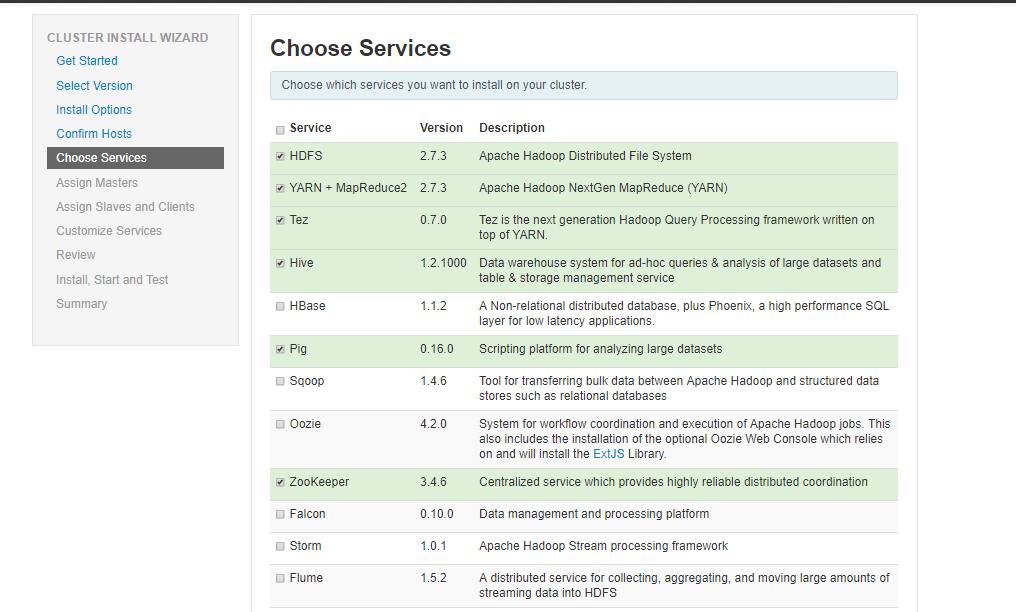 CLUSTER INSTALL WIZARD
Get Started
Select Version
Install Options
Confirm Hosts
Choose Services
Assign Masters
Assign Slaves and Clients
Customize Services
Review
Install, Start and Test
Summary
Choose Services
Choose which services you want to install on your cluster.
Service Version Description
HDFS 2.7.3 Apache Hadoop Distributed File System
YARN + MapReduce2 2.7.3 Apache Hadoop NextGen MapReduce (YARN)
Tez 0.7.0 Tez is the next generation Hadoop Query Processing framework written on
top of YARN.
Hive 1.2.1000 Data warehouse system for ad-hoc queries & analysis of large datasets and
table & storage management service
HBase 1.1.2 A Non-relational distributed database, plus Phoenix, a high performance SQL
layer for low latency applications.
Pig 0.16.0 Scripting platform for analyzing large datasets
Sqoop 1.4.6 Tool for transferring bulk data between Apache Hadoop and structured data
stores such as relational databases
Oozie 4.2.0 System for workflow coordination and execution of Apache Hadoop jobs. This
also includes the installation of the optional Oozie Web Console which relies
on and will install the ExtJS Library.
ZooKeeper 3.4.6 Centralized service which provides highly reliable distributed coordination
Falcon 0.10.0 Data management and processing platform
Storm 1.0.1 Apache Hadoop Stream processing framework
Flume 1.5.2 A distributed service for collecting, aggregating, and moving large amounts of
streaming data into HDFS